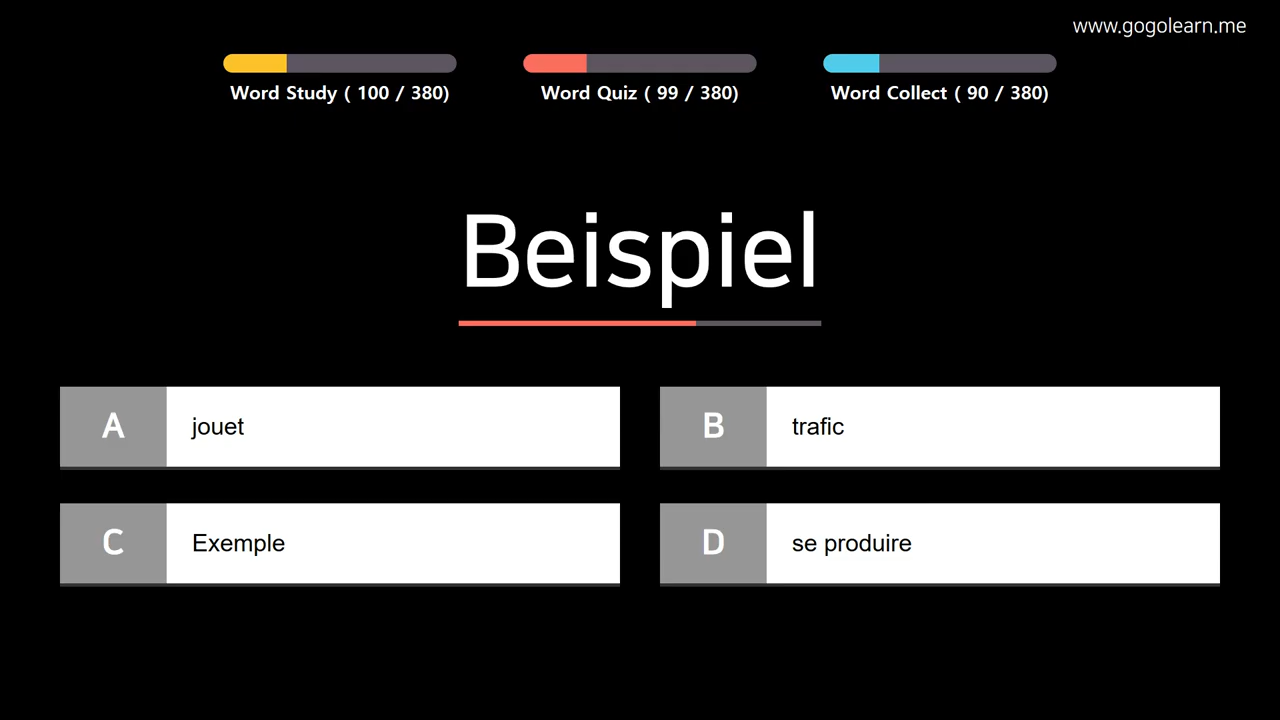 www.gogolearn.me
Word Study ( 100 / 380)
Word Quiz ( 99 / 380)
Word Collect ( 90 / 380)
Beispiel
A
jouet
B
trafic
C
Exemple
D
se produire